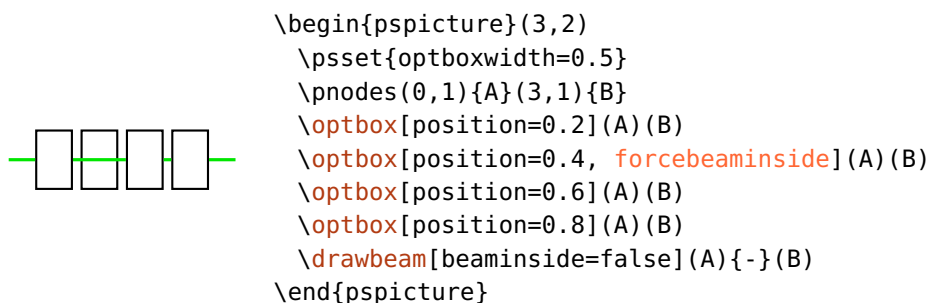 \begin{pspicture}(3,2)
\psset{optboxwidth=0.5}
\pnodes(0,1){A}(3,1){B}
\optbox[position=0.2](A)(B)
\optbox[position=0.4, forcebeaminside](A)(B)
\optbox[position=0.6](A)(B)
\optbox[position=0.8](A)(B)
\drawbeam[beaminside=false](A){-}(B)
\end{pspicture}